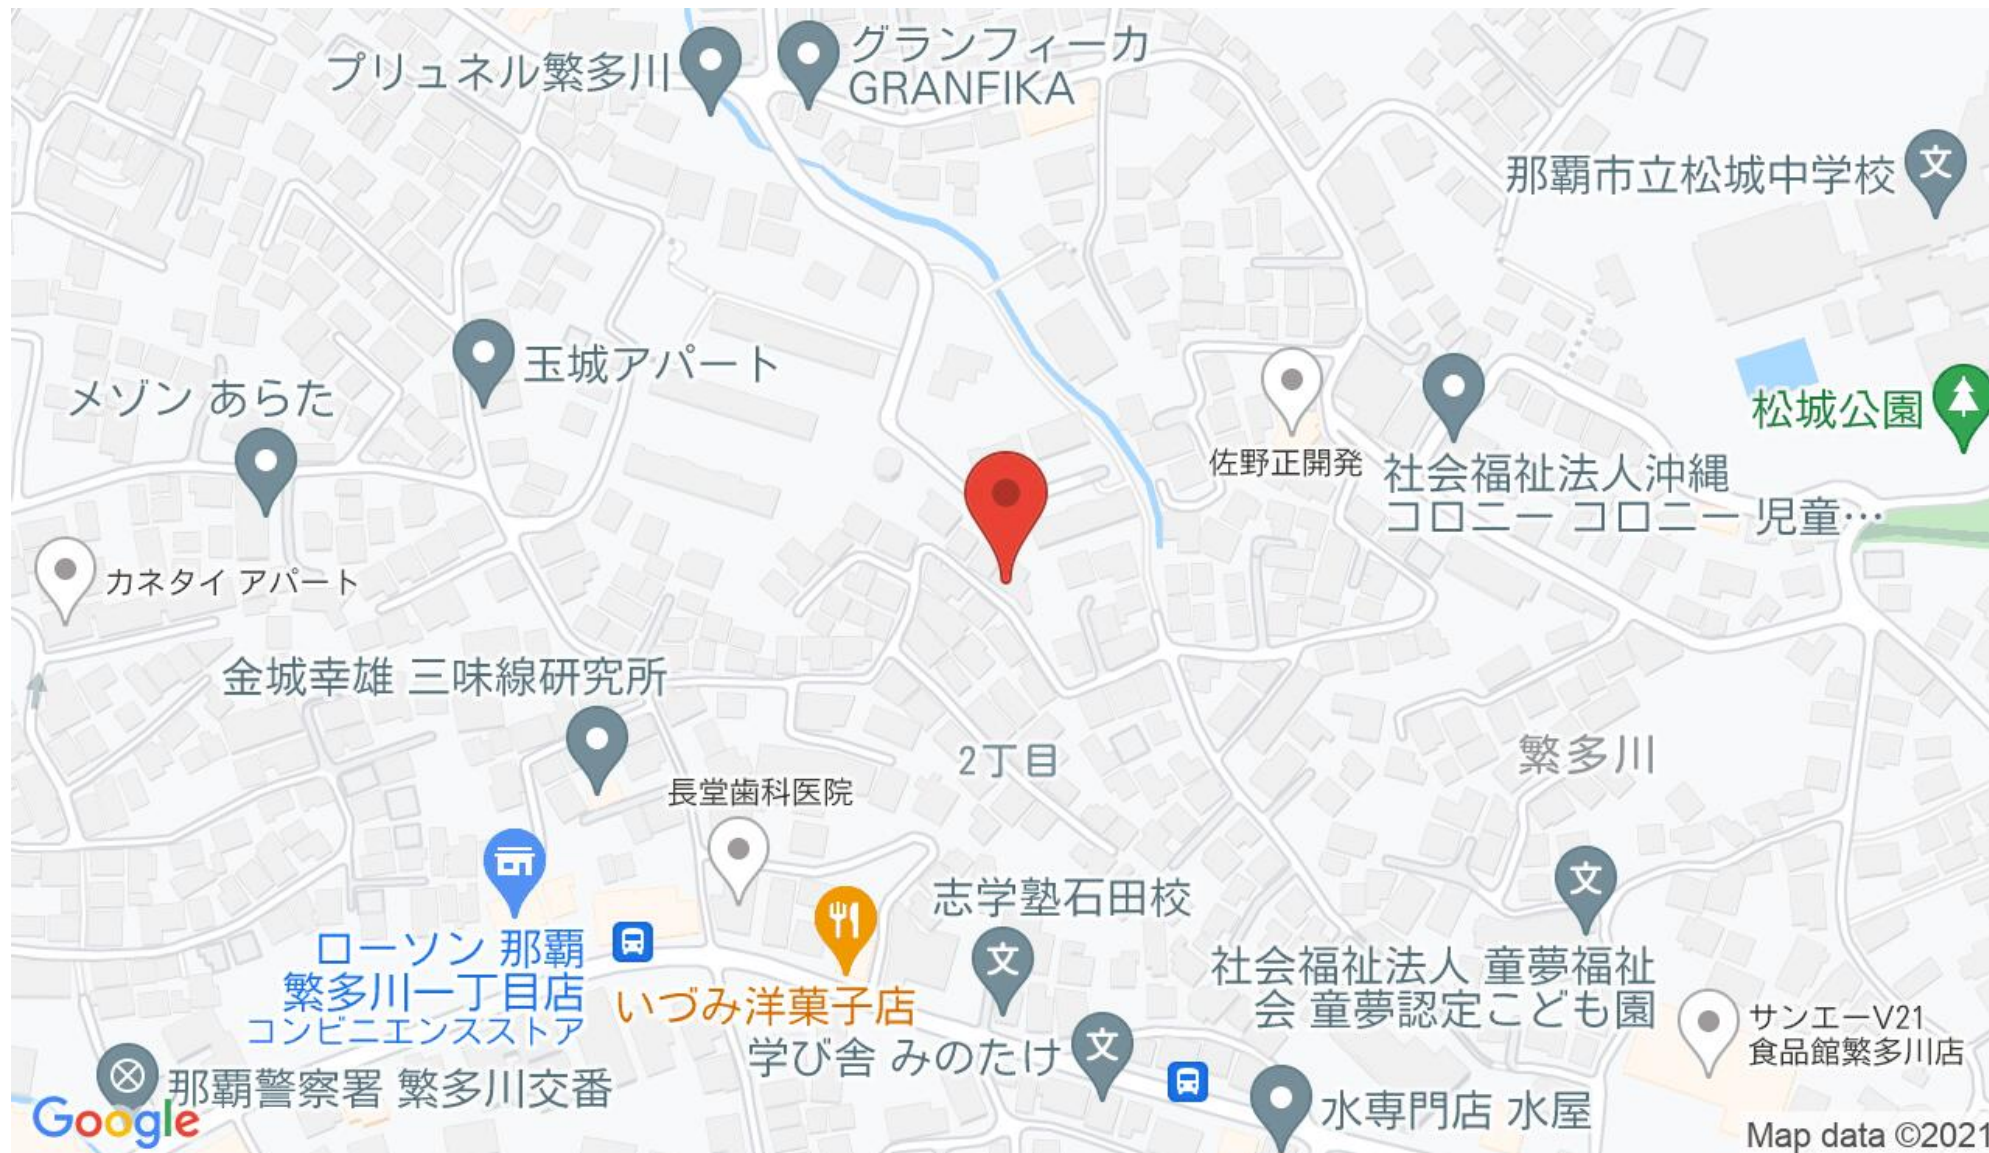 プリュネル繁多川
グランフィーカ
GRANFIKA
那覇市立松城中学校
文
玉城アパート
メゾン あらた
松城公園
佐野正開発
社会福祉法人沖縄
コロニー コロニー 児童…
カネタイ アパート
金城幸雄 三味線研究所
2丁目
繁多川
長堂歯科医院
文
志学塾石田校
文
ローソン 那覇
繁多川一丁目店
コンビニエンスストア
いづみ洋菓子店
社会福祉法人 童夢福祉
会 童夢認定こども園
サンエーV21
食品館繁多川店
学び舎 みのたけ
文
那覇警察署 繁多川交番
水専門店 水屋
Google
Map data ©2021